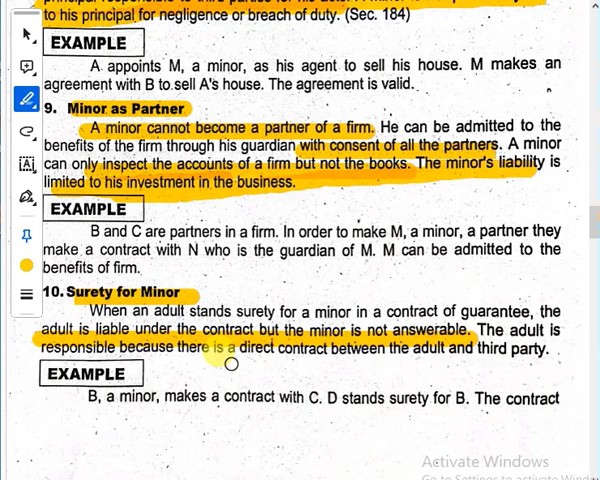 to his principal for negligence or breach of duty. (Sec. 184)
EXAMPLE
A appoints M, a minor, as his agent to sell his house. M makes an
agreement with B to sell A's house. The agreement is valid.
9. Minor as Partner
A minor cannot become a partner of a firm. He can be admitted to the
benefits of the firm through his guardian with consent of all the partners. A minor
can only inspect the accounts of a firm but not the books. The minor's liability is
limited to his investment in the business.
EXAMPLE
B and C are partners in a firm. In order to make M, a minor, a partner they
make a contract with N who is the guardian of M. M can be admitted to the
benefits of firm.
10. Surety for Minor
When an adult stands surety for a minor in a contract of guarantee, the
adult is liable under the contract but the minor is not answerable. The adult is
responsible because there is a direct contract between the adult and third party.
EXAMPLE
B, a minor, makes a contract with C. D stands surety for B. The contract
Activate Windows
Go to Settings to activate